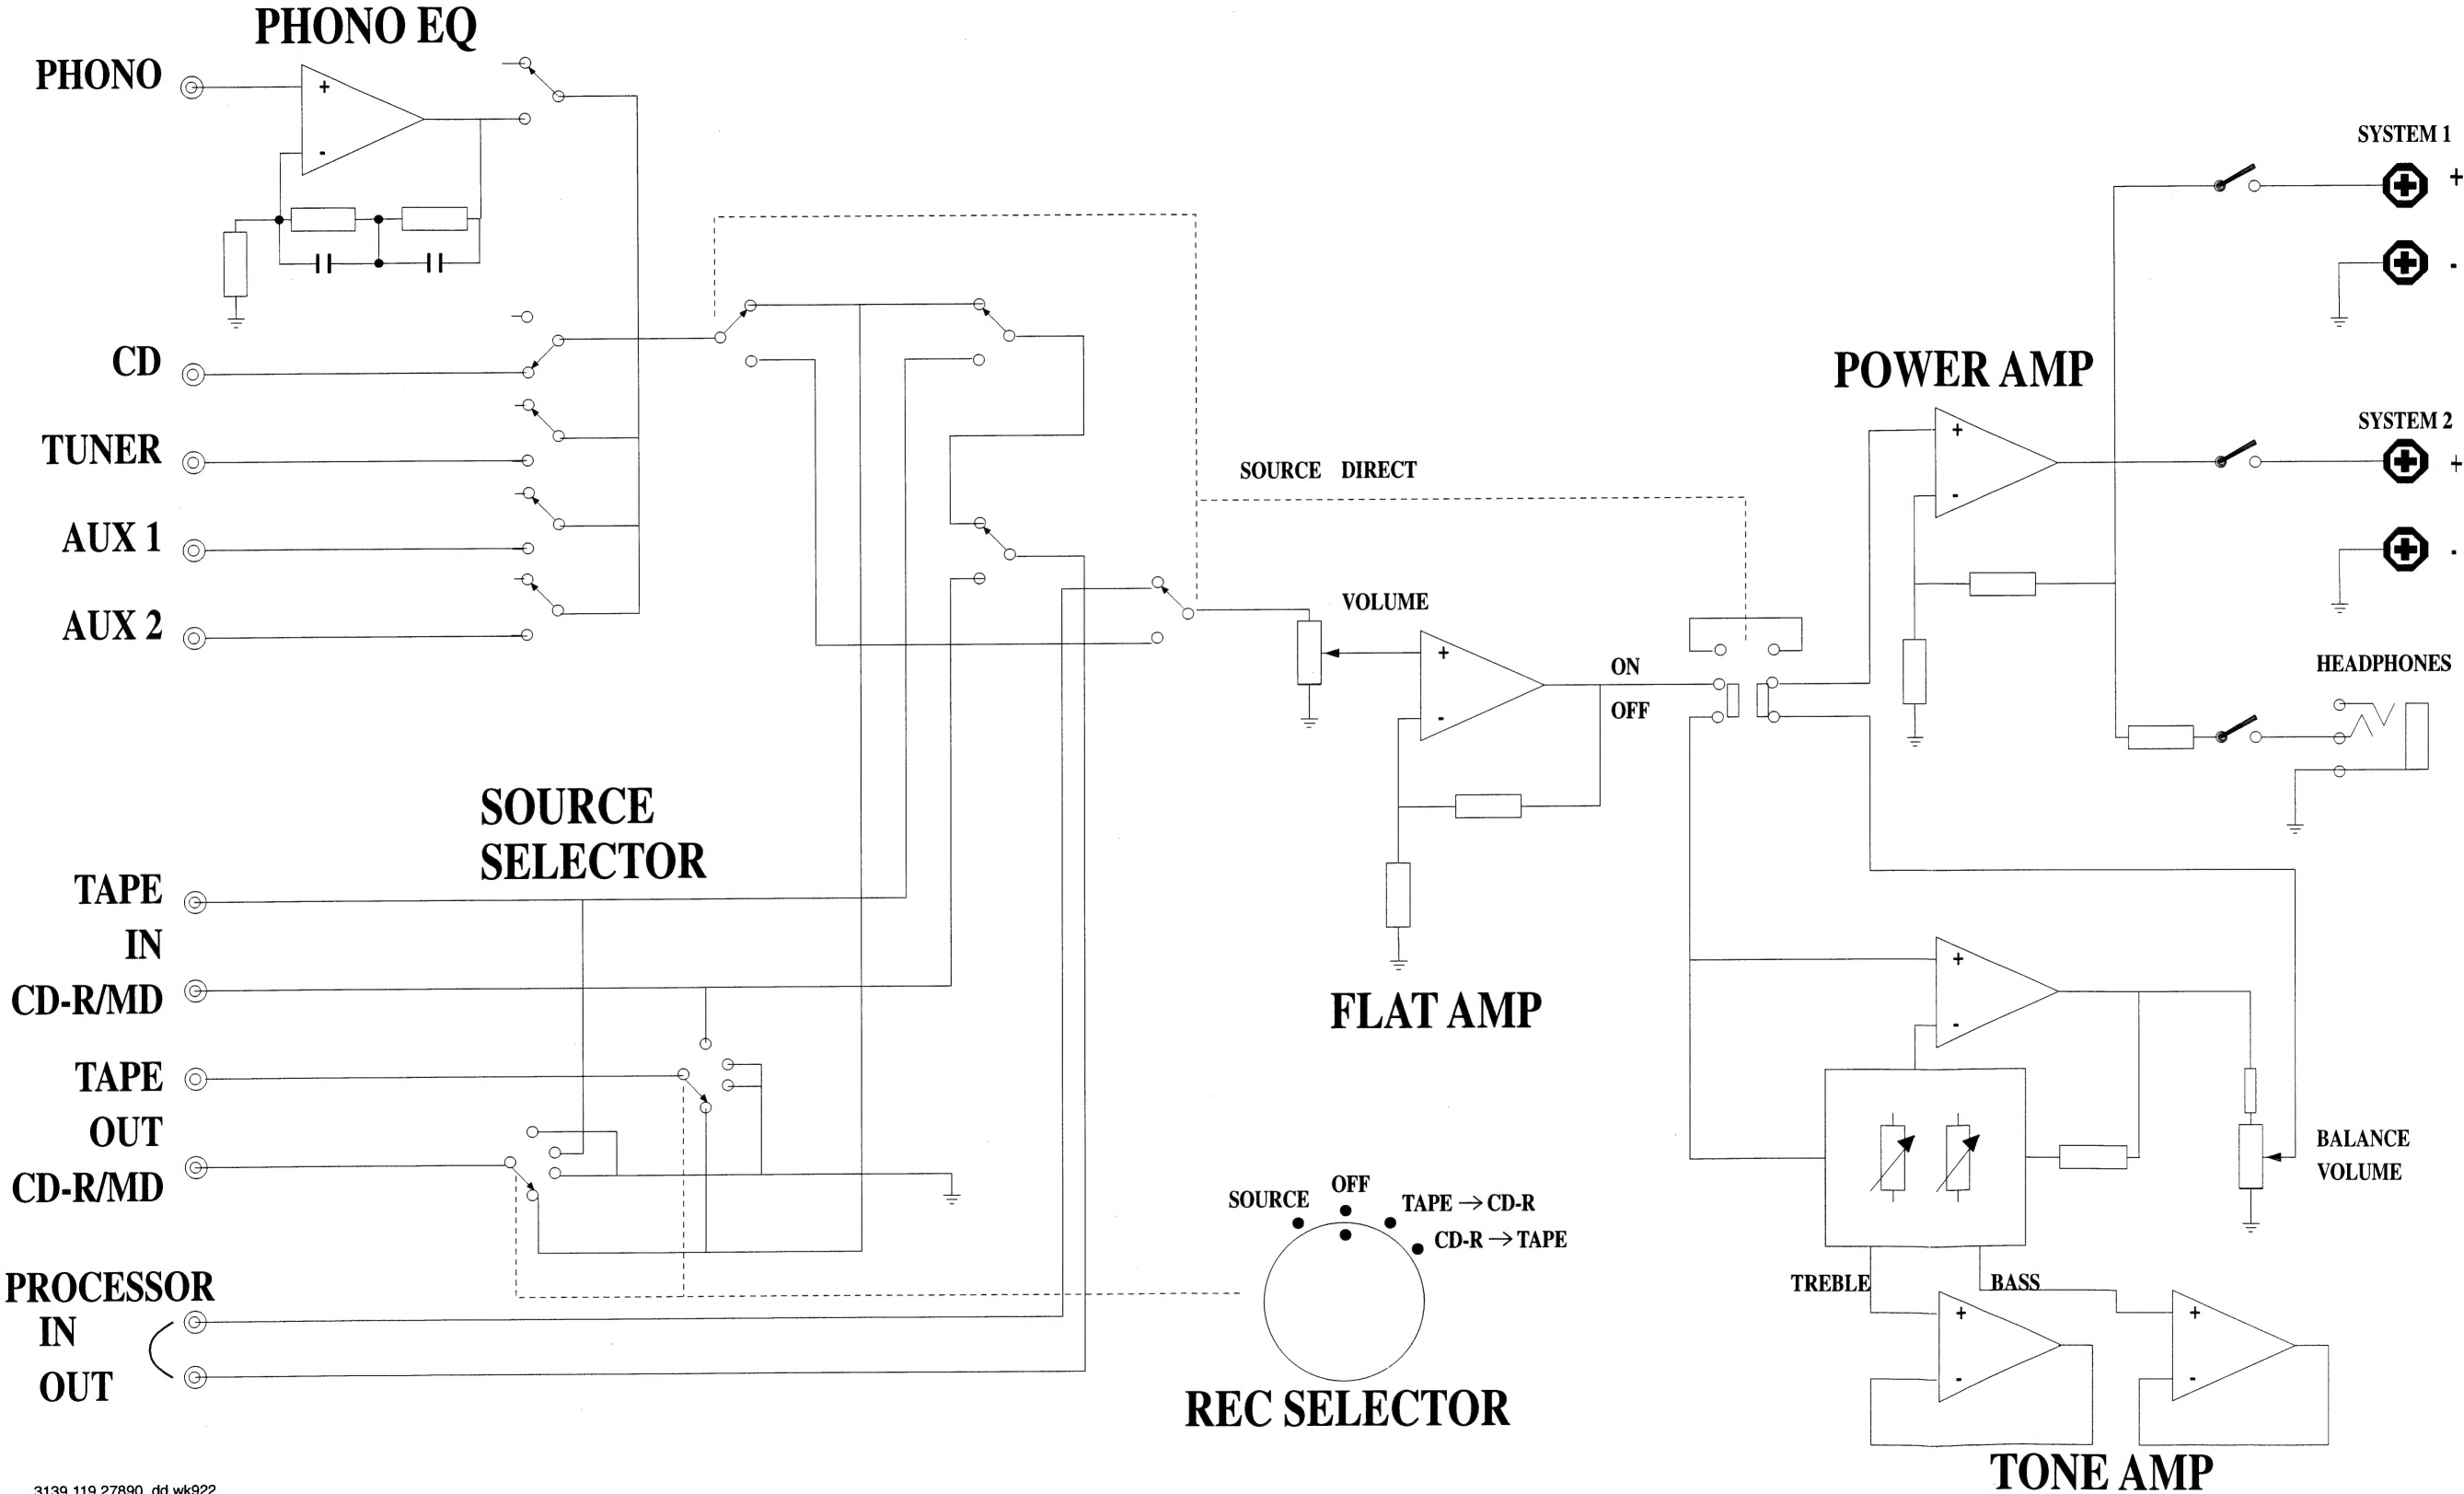 PHONO EQ
PHONO
+
-
CD
TUNER
AUX 1
AUX 2
SOURCE
SELECTOR
TAPE
IN
CD-R/MD
TAPE
OUT
CD-R/MD
PROCESSOR
IN
OUT
SOURCE DIRECT
VOLUME
+
-
ON
OFF
FLAT AMP
SOURCE
OFF
TAPE → CD-R
CD-R → TAPE
REC SELECTOR
POWER AMP
+
-
SYSTEM 1
+
-
SYSTEM 2
+
-
HEADPHONES
+
-
BALANCE
VOLUME
TREBLE
BASS
+
-
+
-
TONE AMP
3139 119 27890 dd wk922